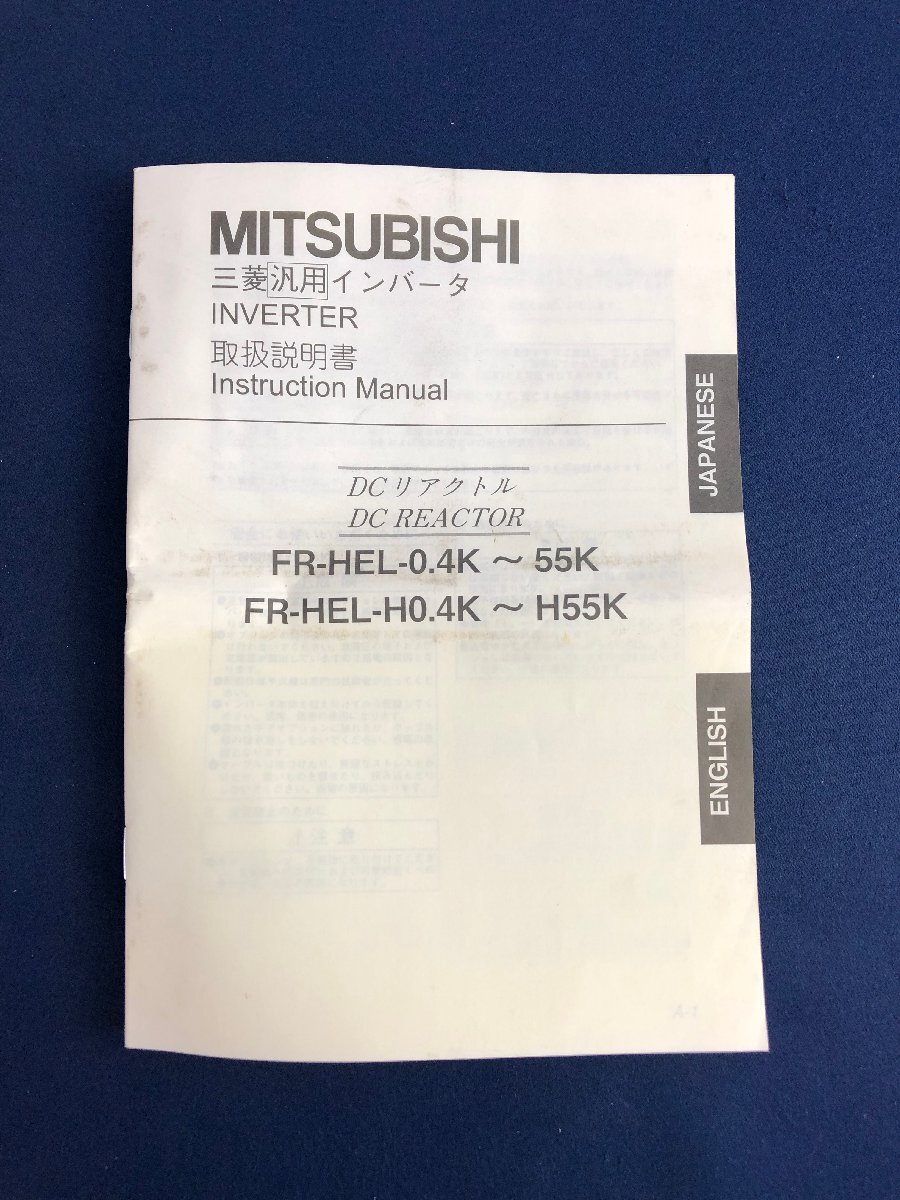 MITSUBISHI
三菱汎用インバータ
INVERTER
取扱説明書
Instruction Manual
DCリアクトル
DC REACTOR
FR-HEL-0.4K ～ 55K
FR-HEL-H0.4K ～ H55K
JAPANESE
ENGLISH
A-1